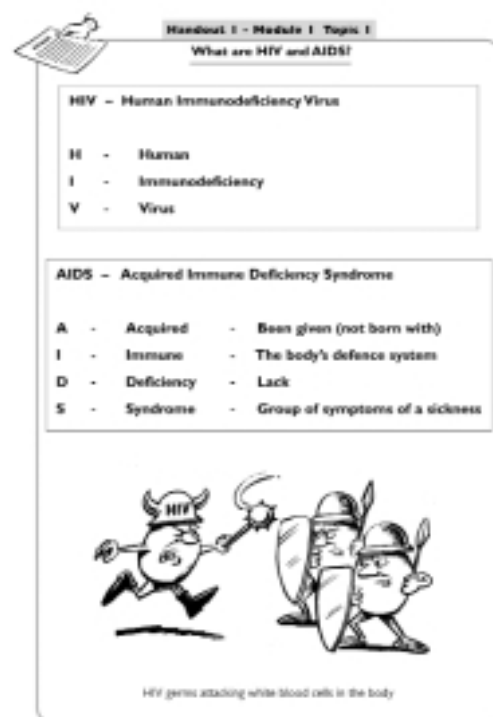 Handout 1 - Module 1 Topic 1
What are HIV and AIDS?
HIV – Human Immunodeficiency Virus
H - Human
I - Immunodeficiency
V - Virus
AIDS – Acquired Immune Deficiency Syndrome
A - Acquired - Been given (not born with)
I - Immune - The body's defence system
D - Deficiency - Lack
S - Syndrome - Group of symptoms of a sickness
HIV
HIV germs attacking white blood cells in the body